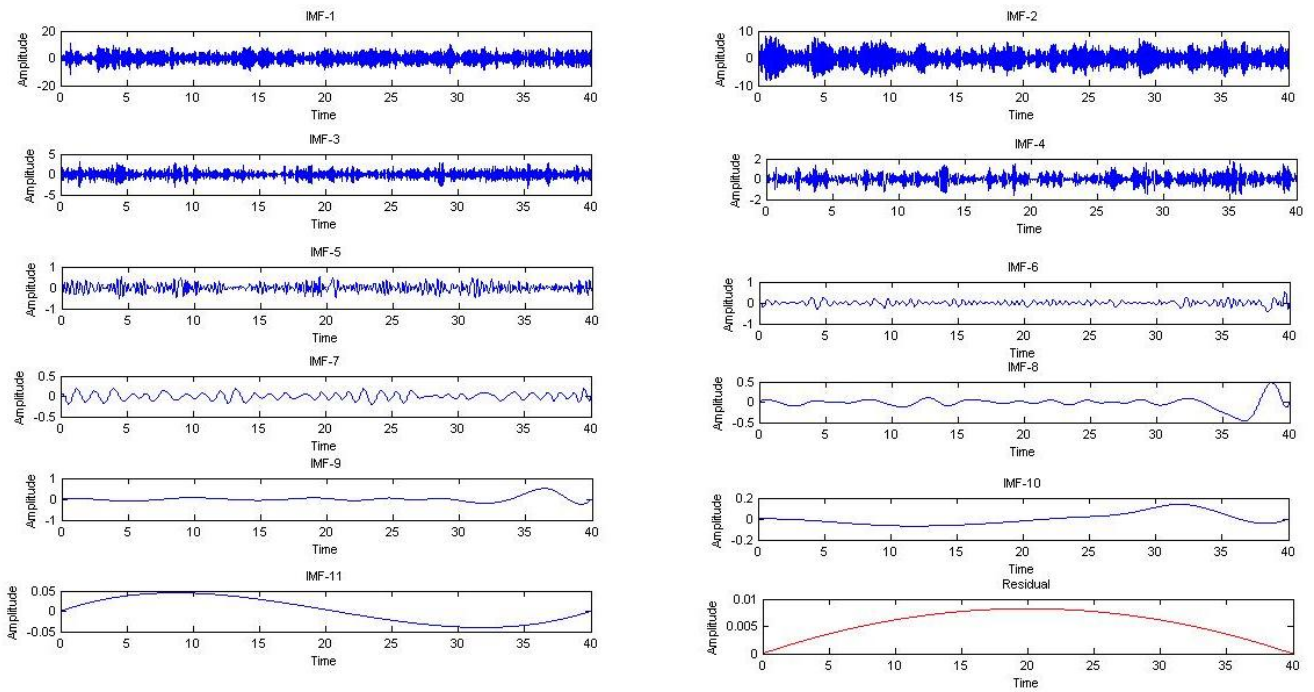 IMF-1
20
0
-20
Amplitude
0 5 10 15 20 25 30 35 40
Time
IMF-2
10
0
-10
Amplitude
0 5 10 15 20 25 30 35 40
Time
IMF-3
5
0
-5
Amplitude
0 5 10 15 20 25 30 35 40
Time
IMF-4
2
0
-2
Amplitude
0 5 10 15 20 25 30 35 40
Time
IMF-5
1
0
-1
Amplitude
0 5 10 15 20 25 30 35 40
Time
IMF-6
1
0
-1
Amplitude
0 5 10 15 20 25 30 35 40
Time
IMF-7
0.5
0
-0.5
Amplitude
0 5 10 15 20 25 30 35 40
Time
IMF-8
0.5
0
-0.5
Amplitude
0 5 10 15 20 25 30 35 40
Time
IMF-9
1
0
-1
Amplitude
0 5 10 15 20 25 30 35 40
Time
IMF-10
0.2
0
-0.2
Amplitude
0 5 10 15 20 25 30 35 40
Time
IMF-11
0.05
0
-0.05
Amplitude
0 5 10 15 20 25 30 35 40
Time
Residual
0.01
0.005
0
Amplitude
0 5 10 15 20 25 30 35 40
Time